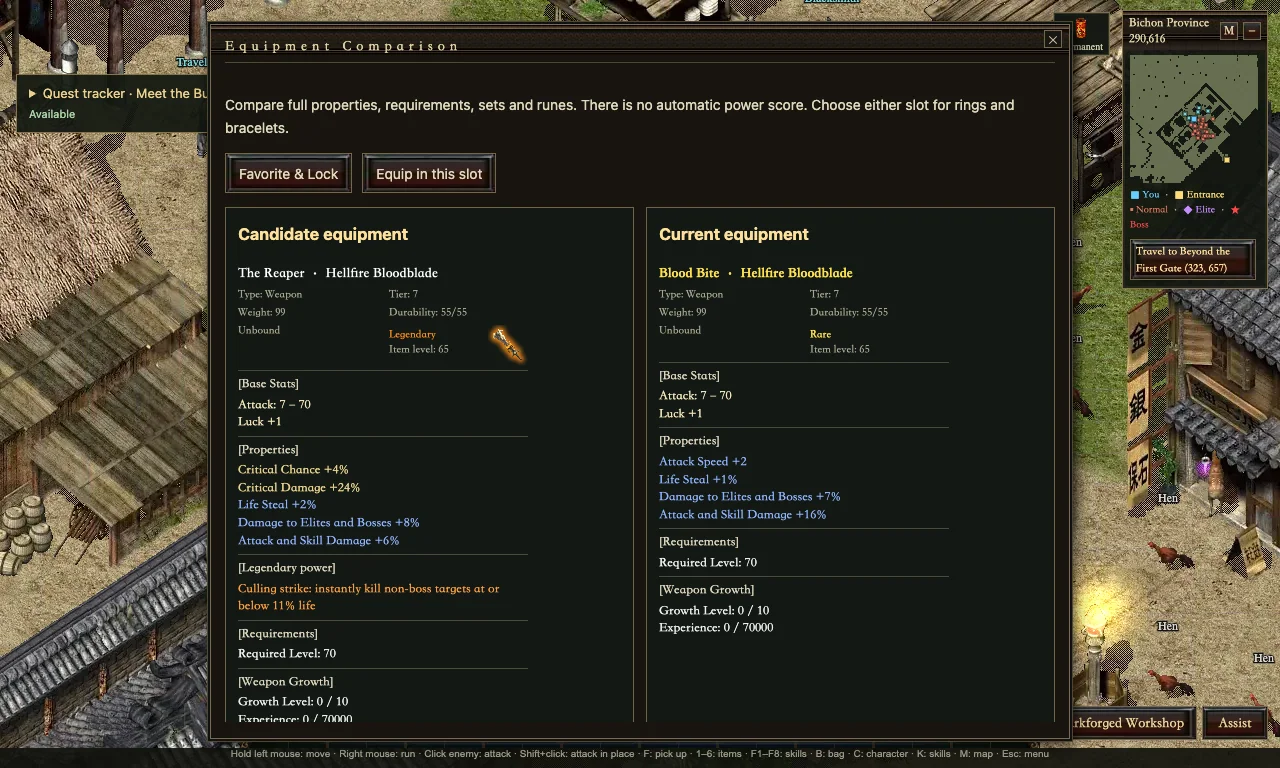 Blacksmith
Equipment Comparison
manent
Bichon Province
290,616
M
Travel
▶ Quest tracker · Meet the Bu
Available
Compare full properties, requirements, sets and runes. There is no automatic power score. Choose either slot for rings and
bracelets.
Favorite & Lock
Equip in this slot
You · Entrance
Normal · Elite ·
Boss
Travel to Beyond the
First Gate (323, 657)
Candidate equipment
The Reaper · Hellfire Bloodblade
Type: Weapon
Tier: 7
Weight: 99
Durability: 55/55
Unbound
Legendary
Item level: 65
[Base Stats]
Attack: 7 – 70
Luck +1
[Properties]
Critical Chance +4%
Critical Damage +24%
Life Steal +2%
Damage to Elites and Bosses +8%
Attack and Skill Damage +6%
[Legendary power]
Culling strike: instantly kill non-boss targets at or
below 11% life
[Requirements]
Required Level: 70
[Weapon Growth]
Growth Level: 0 / 10
Experience: 0 / 70000
Current equipment
Blood Bite · Hellfire Bloodblade
Type: Weapon
Tier: 7
Weight: 99
Durability: 55/55
Unbound
Rare
Item level: 65
[Base Stats]
Attack: 7 – 70
Luck +1
[Properties]
Attack Speed +2
Life Steal +1%
Damage to Elites and Bosses +7%
Attack and Skill Damage +16%
[Requirements]
Required Level: 70
[Weapon Growth]
Growth Level: 0 / 10
Experience: 0 / 70000
en
en
金
銀
Hen
Hen
Hen
rkforged Workshop
Assist
Hold left mouse: move · Right mouse: run · Click enemy: attack · Shift+click: attack in place · F: pick up · 1–6: items · F1–F8: skills · B: bag · C: character · K: skills · M: map · Esc: menu